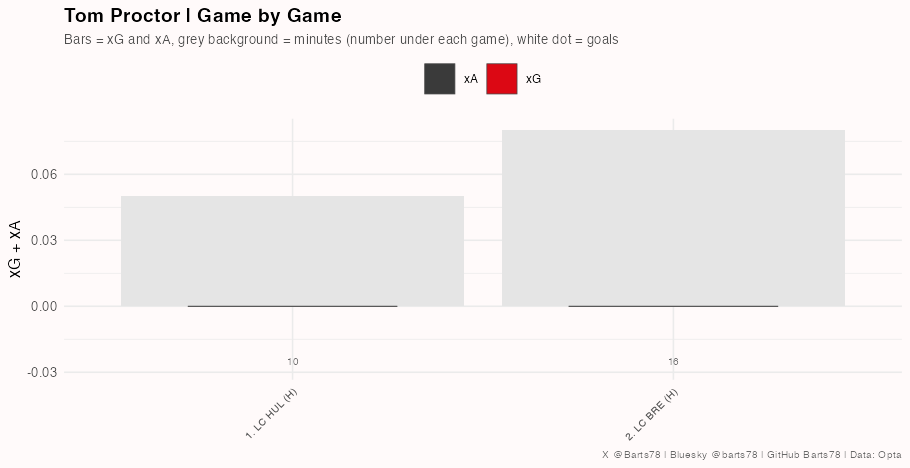 Tom Proctor | Game by Game
Bars = xG and xA, grey background = minutes (number under each game), white dot = goals
xA
xG
xG + xA
0.06
0.03
0.00
-0.03
10
16
1. LC HUL (H)
2. LC BRE (H)
X @Barts78 | Bluesky @barts78 | GitHub Barts78 | Data: Opta